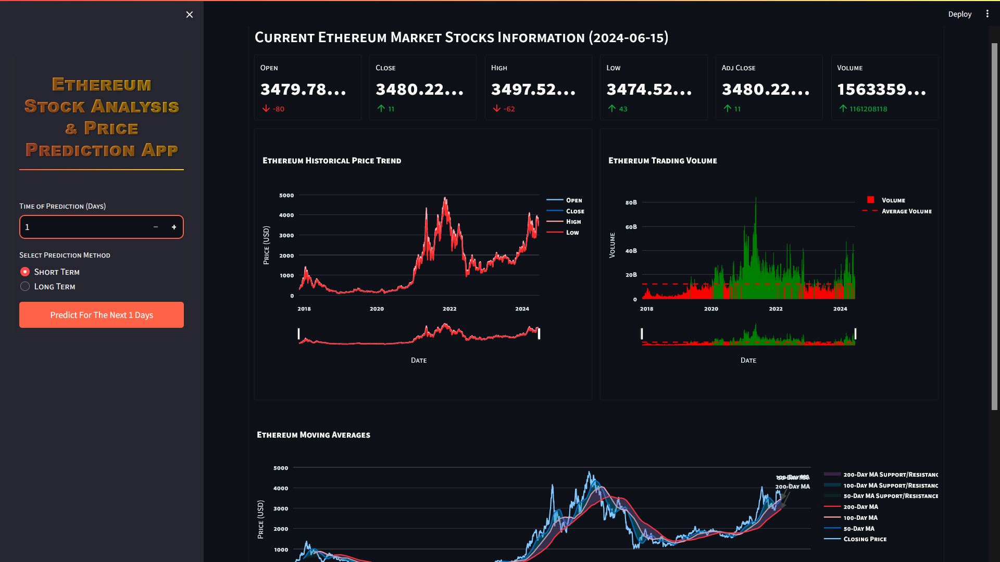 Deploy
Ethereum
Stock Analysis
& Price
Prediction App
Time of Prediction (Days)
1
Select Prediction Method
Short Term
Long Term
Predict For The Next 1 Days
Current Ethereum Market Stocks Information (2024-06-15)
Open
3479.78...
-80
Close
3480.22...
11
High
3497.52...
-62
Low
3474.52...
43
Adj Close
3480.22...
11
Volume
1563359...
1161208118
Ethereum Historical Price Trend
5000
4000
3000
2000
1000
0
Price (USD)
2018 2020 2022 2024
Date
Open
Close
High
Low
Ethereum Trading Volume
80B
60B
40B
20B
0
Volume
2018 2020 2022 2024
Date
Volume
Average Volume
Ethereum Moving Averages
5000
4000
3000
2000
1000
Price (USD)
100-Day MA
50-Day MA
200-Day MA
200-Day MA Support/Resistanc
100-Day MA Support/Resistanc
50-Day MA Support/Resistance
200-Day MA
100-Day MA
50-Day MA
Closing Price